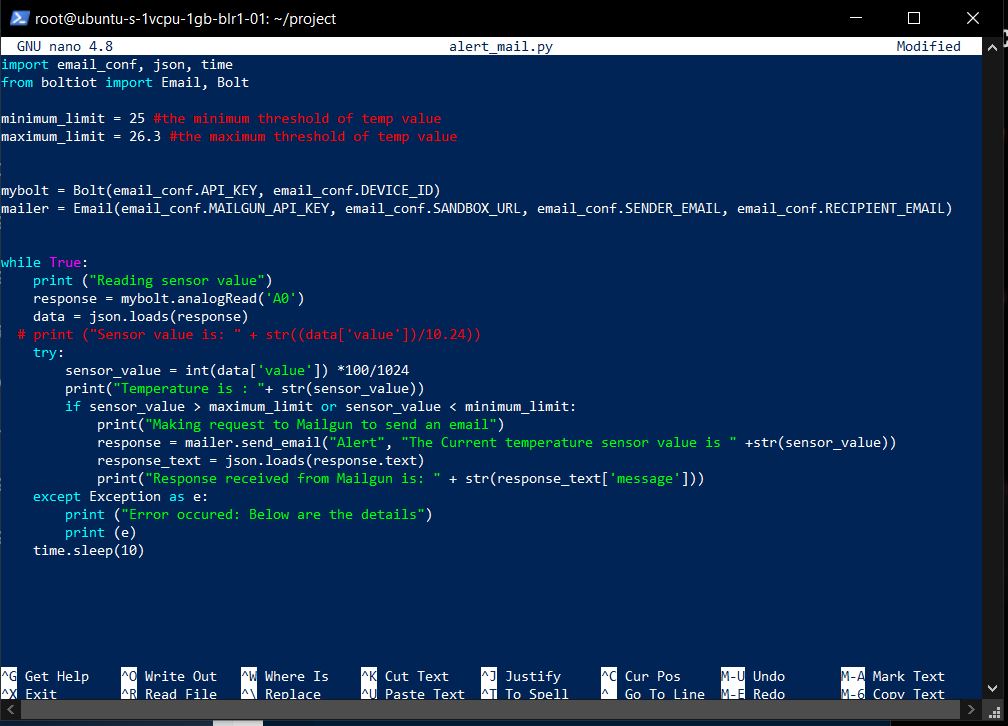 root@ubuntu-s-1vcpu-1gb-blr1-01: ~/project
GNU nano 4.8 alert_mail.py Modified
import email_conf, json, time
from boltiot import Email, Bolt
minimum_limit = 25 #the minimum threshold of temp value
maximum_limit = 26.3 #the maximum threshold of temp value
mybolt = Bolt(email_conf.API_KEY, email_conf.DEVICE_ID)
mailer = Email(email_conf.MAILGUN_API_KEY, email_conf.SANDBOX_URL, email_conf.SENDER_EMAIL, email_conf.RECIPIENT_EMAIL)
while True:
    print ("Reading sensor value")
    response = mybolt.analogRead('A0')
    data = json.loads(response)
  # print ("Sensor value is: " + str((data['value'])/10.24))
    try:
        sensor_value = int(data['value']) *100/1024
        print("Temperature is : "+ str(sensor_value))
        if sensor_value > maximum_limit or sensor_value < minimum_limit:
            print("Making request to Mailgun to send an email")
            response = mailer.send_email("Alert", "The Current temperature sensor value is " +str(sensor_value))
            response_text = json.loads(response.text)
            print("Response received from Mailgun is: " + str(response_text['message']))
    except Exception as e:
        print ("Error occured: Below are the details")
        print (e)
    time.sleep(10)
^G Get Help ^O Write Out ^W Where Is ^K Cut Text ^J Justify ^C Cur Pos M-U Undo M-A Mark Text
^X Exit ^R Read File ^\ Replace ^U Paste Text ^T To Spell ^_ Go To Line M-E Redo M-6 Copy Text